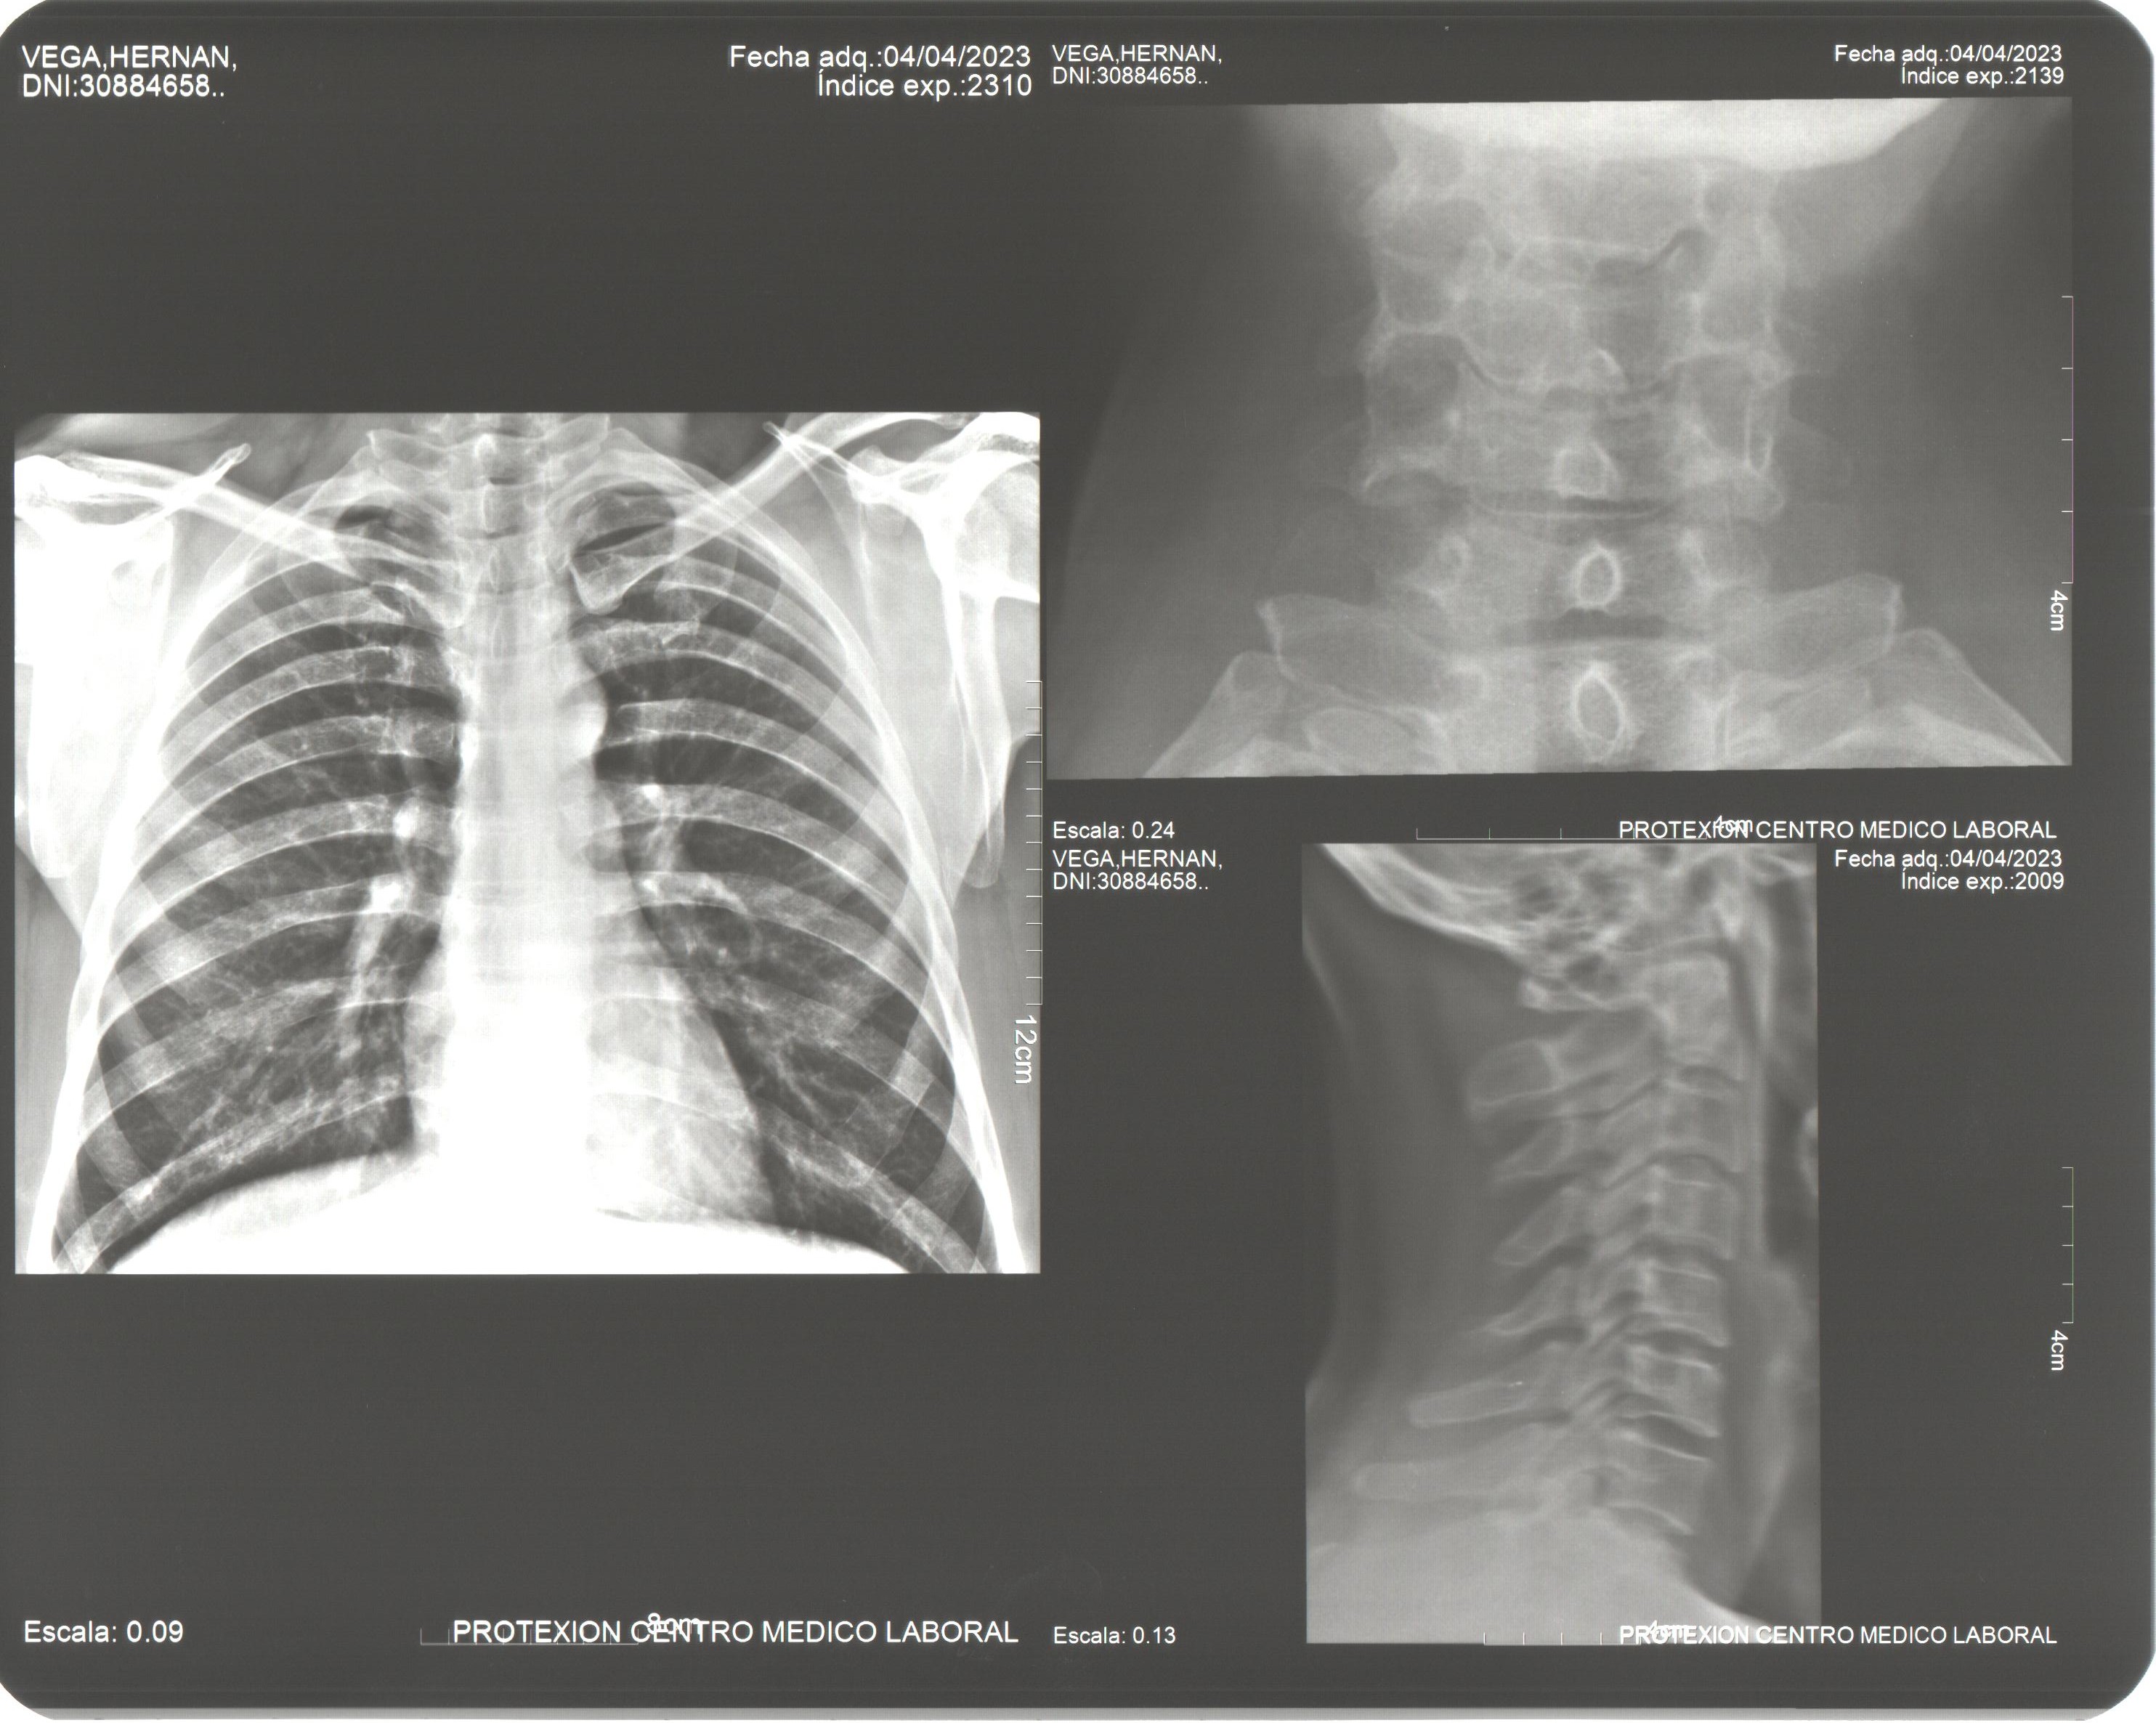 VEGA,HERNAN,
DNI:30884658..
Fecha adq.:04/04/2023
Índice exp.:2310
12cm
Escala: 0.09
8cm
PROTEXION CENTRO MEDICO LABORAL
VEGA,HERNAN,
DNI:30884658..
Fecha adq.:04/04/2023
Índice exp.:2139
4cm
Escala: 0.24
4cm
PROTEXION CENTRO MEDICO LABORAL
VEGA,HERNAN,
DNI:30884658..
Fecha adq.:04/04/2023
Índice exp.:2009
4cm
Escala: 0.13
4cm
PROTEXION CENTRO MEDICO LABORAL